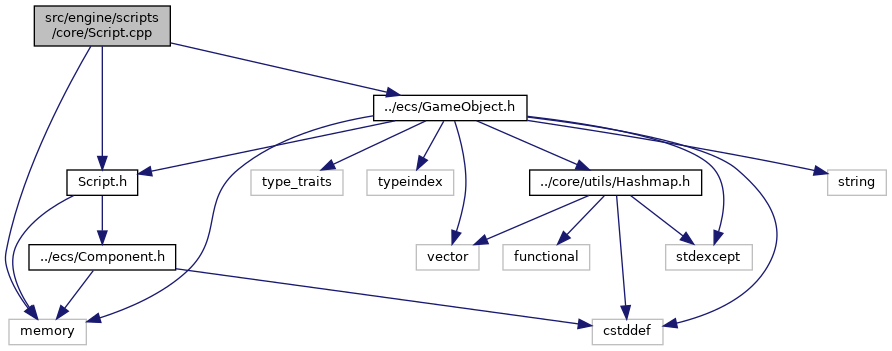 src/engine/scripts
/core/Script.cpp
../ecs/GameObject.h
Script.h
type_traits
typeindex
../core/utils/Hashmap.h
string
../ecs/Component.h
vector
functional
stdexcept
memory
cstddef